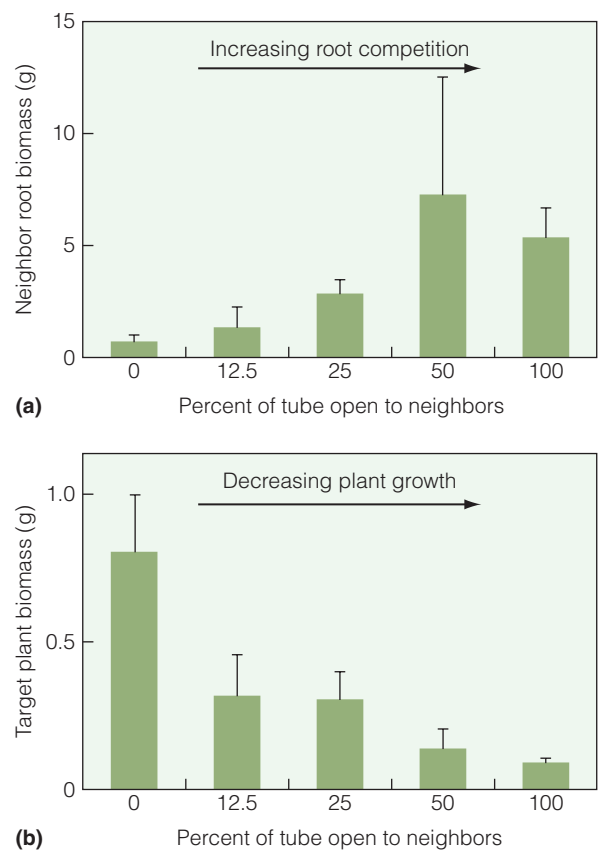 15
Increasing root competition
10
5
0
Neighbor root biomass (g)
0 12.5 25 50 100
(a) Percent of tube open to neighbors
Decreasing plant growth
1.0
0.5
0
Target plant biomass (g)
0 12.5 25 50 100
(b) Percent of tube open to neighbors